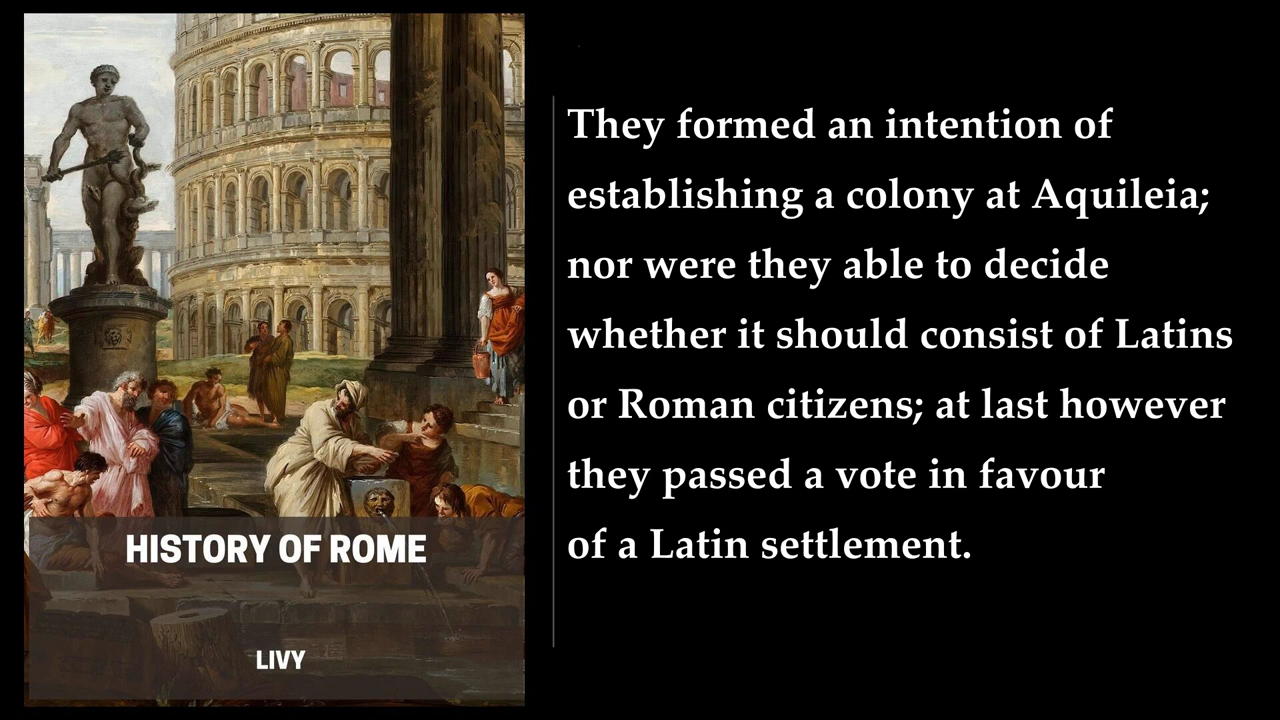 HISTORY OF ROME
LIVY
They formed an intention of
establishing a colony at Aquileia;
nor were they able to decide
whether it should consist of Latins
or Roman citizens; at last however
they passed a vote in favour
of a Latin settlement.